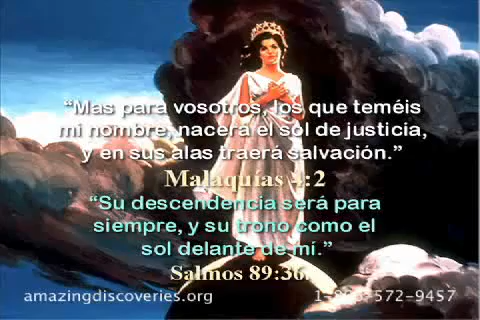 “Mas para vosotros, los que teméis
mi nombre, nacerá el sol de justicía,
y en sus alas traerá salvación.”
Malaquías 4:2
“Su descendencia será para
siempre, y su trono como el
sol delante de mí.”
Salmos 89:36.
amazingdiscoveries.org
572-9457